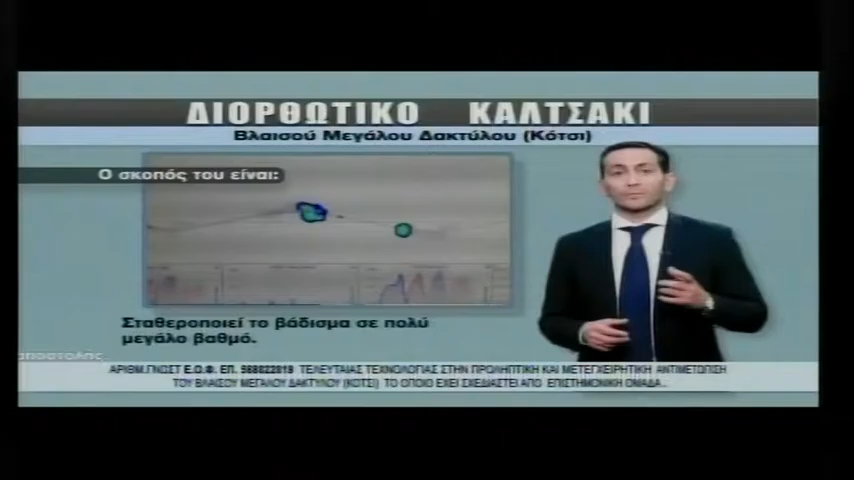 ΔΙΟΡΘΩΤΙΚΟ ΚΑΛΤΣΑΚΙ
Βλαισού Μεγάλου Δακτύλου (Κότσι)
Ο σκοπός του είναι:
Σταθεροποιεί το βάδισμα σε πολύ
μεγάλο βαθμό.
αποστολης
ΑΡΙΘΜ.ΓΝΩΣΤ Ε.Ο.Φ. ΕΠ. 988022819 ΤΕΛΕΥΤΑΙΑΣ ΤΕΧΝΟΛΟΓΙΑΣ ΣΤΗΝ ΠΡΟΛΗΠΤΙΚΗ ΚΑΙ ΜΕΤΕΓΧΕΙΡΗΤΙΚΗ ΑΝΤΙΜΕΤΩΠΙΣΗ
ΤΟΥ ΒΛΑΙΣΟΥ ΜΕΓΑΛΟΥ ΔΑΚΤΥΛΟΥ (ΚΟΤΣΙ) ΤΟ ΟΠΟΙΟ ΕΧΕΙ ΣΧΕΔΙΑΣΤΕΙ ΑΠΟ ΕΠΙΣΤΗΜΟΝΙΚΗ ΟΜΑΔΑ..